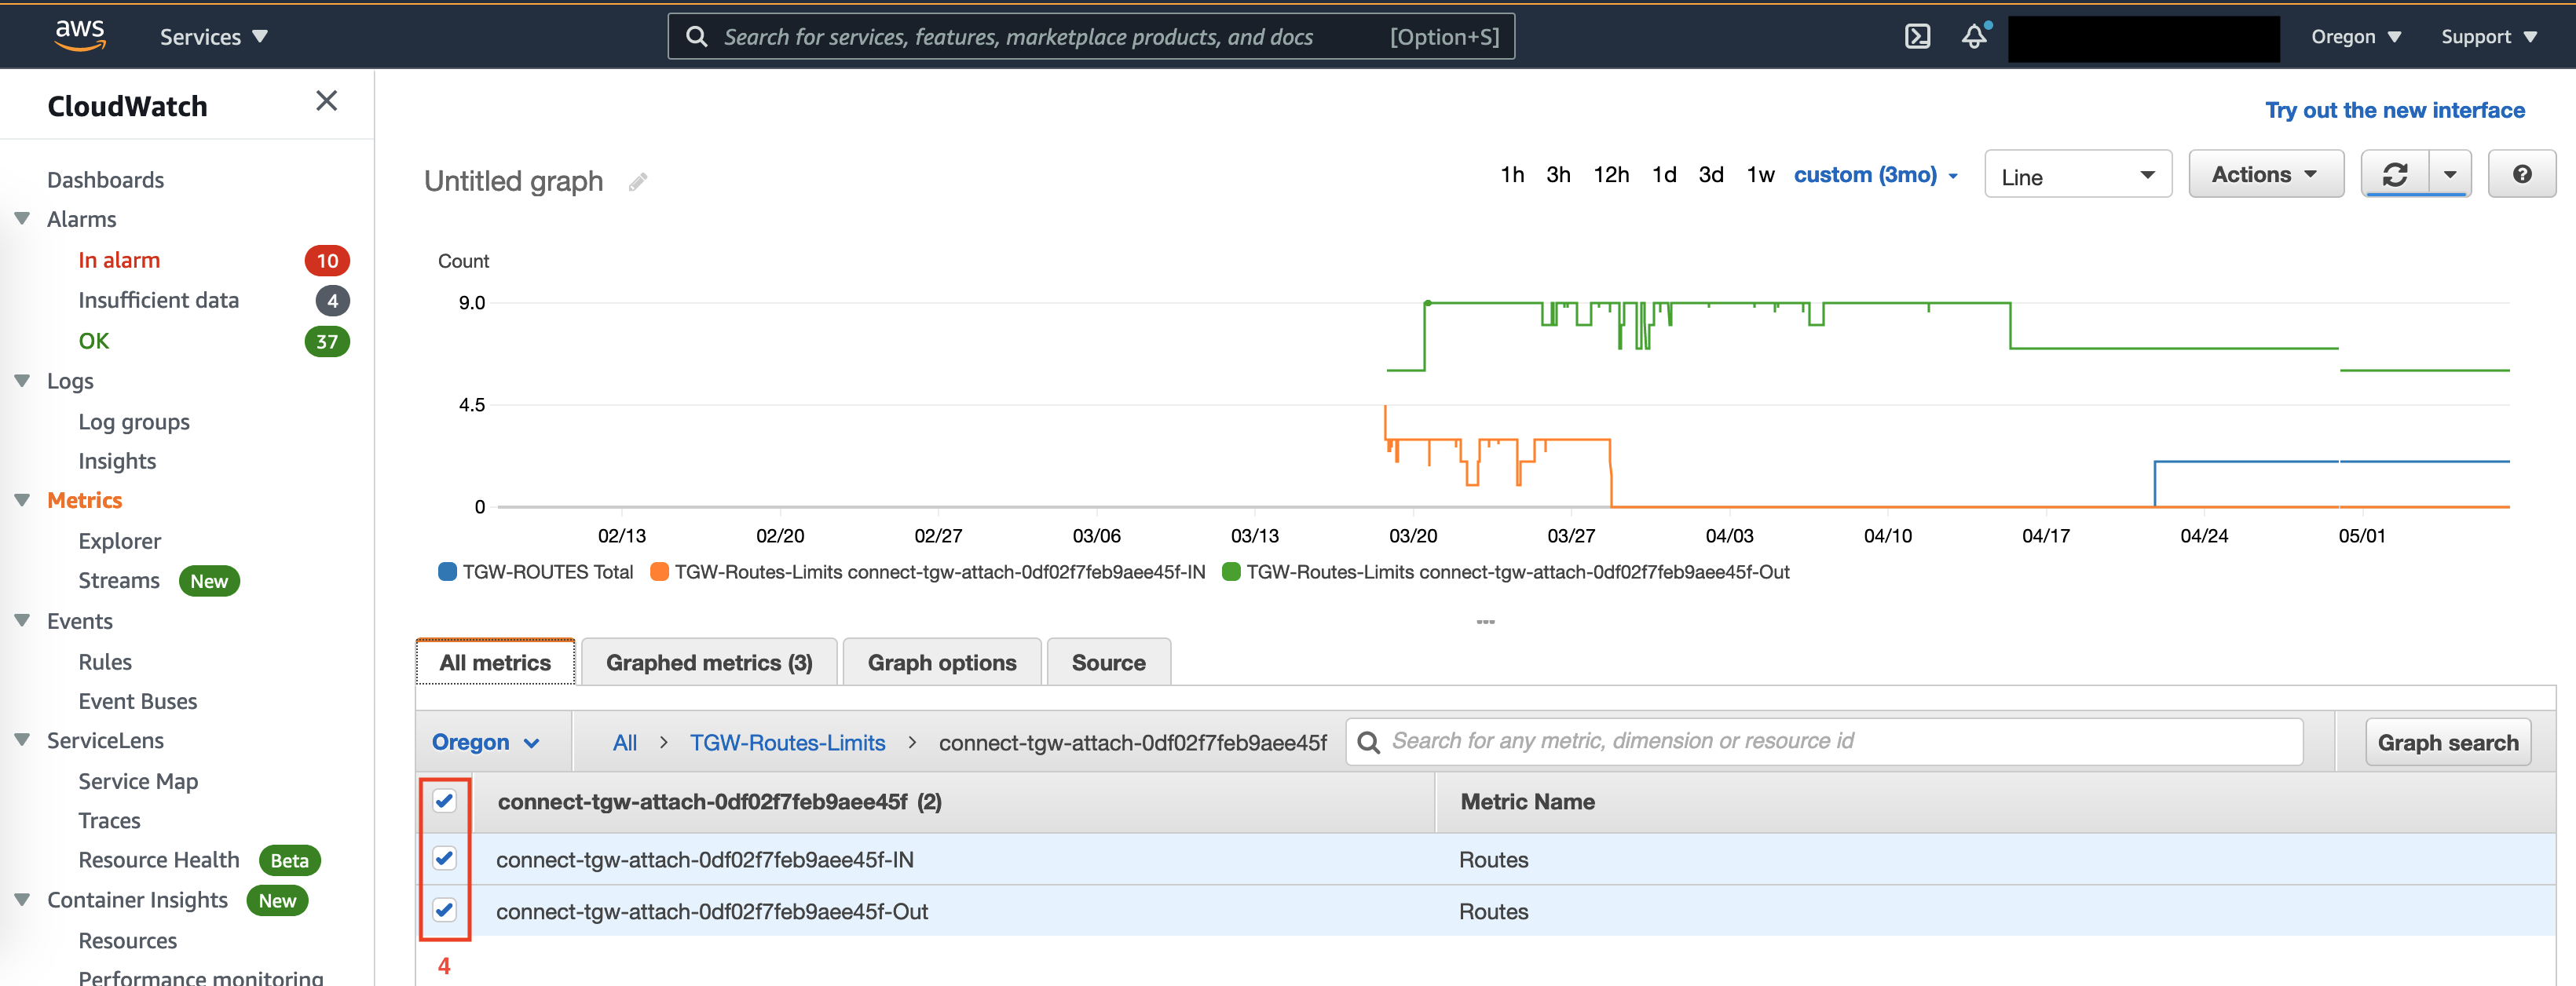 aws
Services
Search for services, features, marketplace products, and docs
[Option+S]
Oregon
Support
CloudWatch
Dashboards
Alarms
In alarm 10
Insufficient data 4
OK 37
Logs
Log groups
Insights
Metrics
Explorer
Streams New
Events
Rules
Event Buses
ServiceLens
Service Map
Traces
Resource Health Beta
Container Insights New
Resources
Performance monitoring
Try out the new interface
Untitled graph
1h 3h 12h 1d 3d 1w custom (3mo)
Line
Actions
Count
9.0
4.5
0
02/13 02/20 02/27 03/06 03/13 03/20 03/27 04/03 04/10 04/17 04/24 05/01
TGW-ROUTES Total TGW-Routes-Limits connect-tgw-attach-0df02f7feb9aee45f-IN TGW-Routes-Limits connect-tgw-attach-0df02f7feb9aee45f-Out
All metrics Graphed metrics (3) Graph options Source
Oregon All > TGW-Routes-Limits > connect-tgw-attach-0df02f7feb9aee45f Search for any metric, dimension or resource id Graph search
connect-tgw-attach-0df02f7feb9aee45f (2) Metric Name
connect-tgw-attach-0df02f7feb9aee45f-IN Routes
connect-tgw-attach-0df02f7feb9aee45f-Out Routes
4